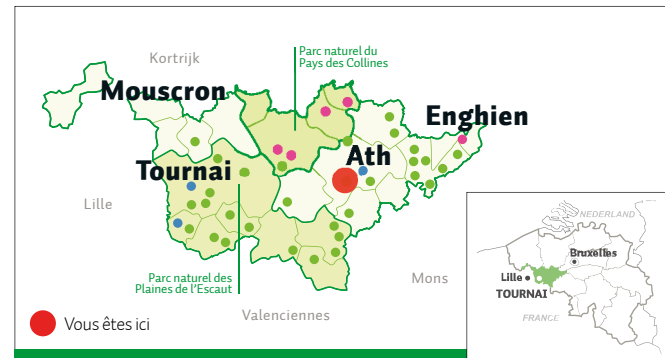 Kortrijk
Parc naturel du
Pays des Collines
Mouscron
Enghien
Ath
Tournai
Lille
Parc naturel des
Plaines de l'Escaut
Mons
Valenciennes
Vous êtes ici
NEDERLAND
Bruxelles
Lille
TOURNAI
FRANCE